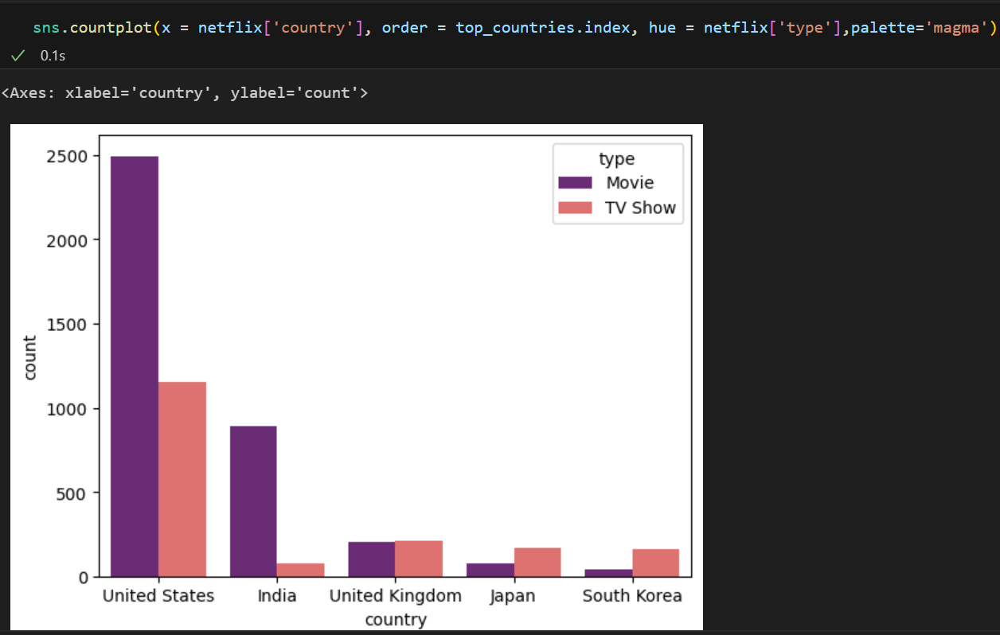 sns.countplot(x = netflix['country'], order = top_countries.index, hue = netflix['type'],palette='magma')
0.1s
<Axes: xlabel='country', ylabel='count'>
type
Movie
TV Show
2500
2000
1500
1000
500
0
count
United States India United Kingdom Japan South Korea
country